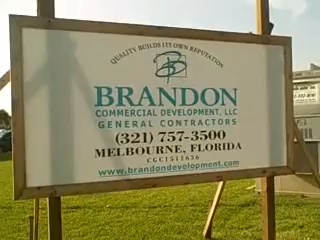 QUALITY BUILDS ITS OWN REPUTATION
B
BRANDON
COMMERCIAL DEVELOPMENT, LLC
GENERAL CONTRACTORS
(321) 757-3500
MELBOURNE, FLORIDA
CGC1511636
www.brandondevelopment.com